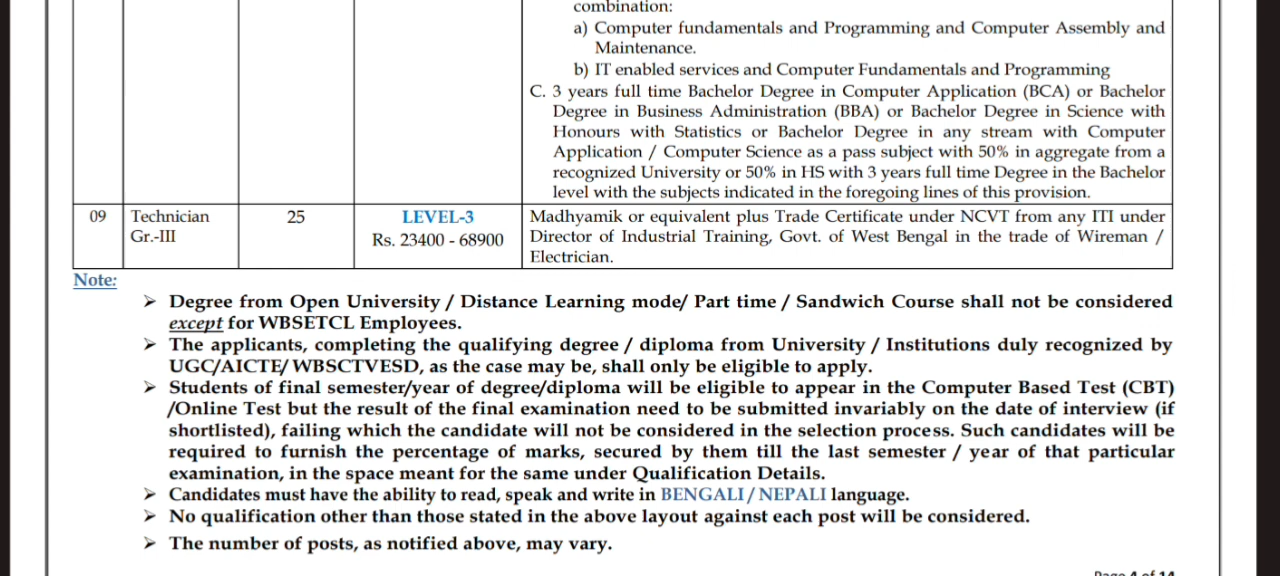 combination:
a) Computer fundamentals and Programming and Computer Assembly and
Maintenance.
b) IT enabled services and Computer Fundamentals and Programming
C. 3 years full time Bachelor Degree in Computer Application (BCA) or Bachelor
Degree in Business Administration (BBA) or Bachelor Degree in Science with
Honours with Statistics or Bachelor Degree in any stream with Computer
Application / Computer Science as a pass subject with 50% in aggregate from a
recognized University or 50% in HS with 3 years full time Degree in the Bachelor
level with the subjects indicated in the foregoing lines of this provision.
09 Technician 25 LEVEL-3 Madhyamik or equivalent plus Trade Certificate under NCVT from any ITI under
Gr.-III Rs. 23400 - 68900 Director of Industrial Training, Govt. of West Bengal in the trade of Wireman /
Electrician.
Note:
➢ Degree from Open University / Distance Learning mode/ Part time / Sandwich Course shall not be considered
except for WBSETCL Employees.
➢ The applicants, completing the qualifying degree / diploma from University / Institutions duly recognized by
UGC/AICTE/ WBSCTVESD, as the case may be, shall only be eligible to apply.
➢ Students of final semester/year of degree/diploma will be eligible to appear in the Computer Based Test (CBT)
/Online Test but the result of the final examination need to be submitted invariably on the date of interview (if
shortlisted), failing which the candidate will not be considered in the selection process. Such candidates will be
required to furnish the percentage of marks, secured by them till the last semester / year of that particular
examination, in the space meant for the same under Qualification Details.
➢ Candidates must have the ability to read, speak and write in BENGALI / NEPALI language.
➢ No qualification other than those stated in the above layout against each post will be considered.
➢ The number of posts, as notified above, may vary.
Page 4 of 14